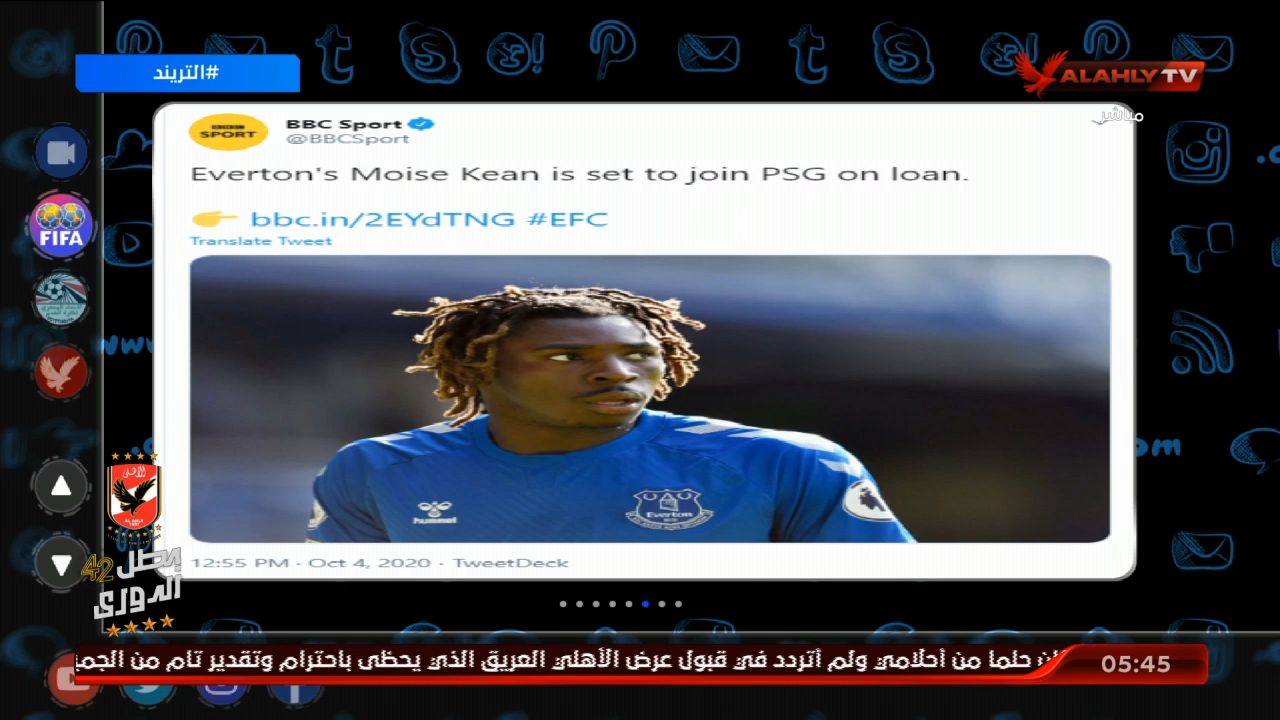 #التريند
ALAHLY TV
مباشر
BBC Sport
@BBCSport
SPORT
Everton's Moise Kean is set to join PSG on loan.
bbc.in/2EYdTNG #EFC
Translate Tweet
FIFA
hummel
Everton
12:55 PM · Oct 4, 2020 · TweetDeck
بطل الدوري
42
حلما من أحلامي ولم أتردد في قبول عرض الأهلي العريق الذي يحظى باحترام وتقدير تام من
05:45